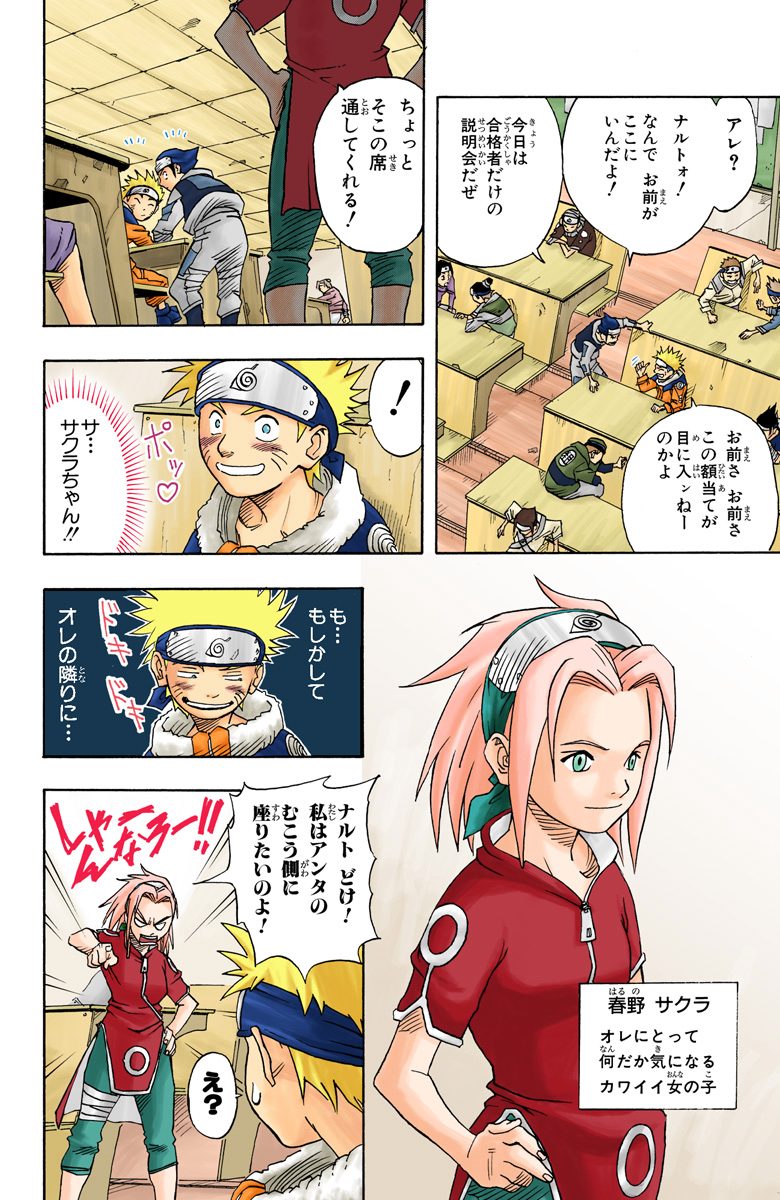 アレ?
ナルトォ!
なんで お前が
ここに
いんだよ!
今日は
合格者だけの
説明会だぜ
お前さ お前さ
この額当てが
目に入ンねー
のかよ
ちょっと
そこの席
通してくれる!
!
ポッ♡
サ…
サクラちゃん!!
春野 サクラ
オレにとって
何だか気になる
カワイイ女の子
も…
もしかして
オレの隣りに…
ドキ
ドキ
ドキ
ナルト どけ!
私はアンタの
むこう側に
座りたいのよ!
しゃー
んなろー!!
え?